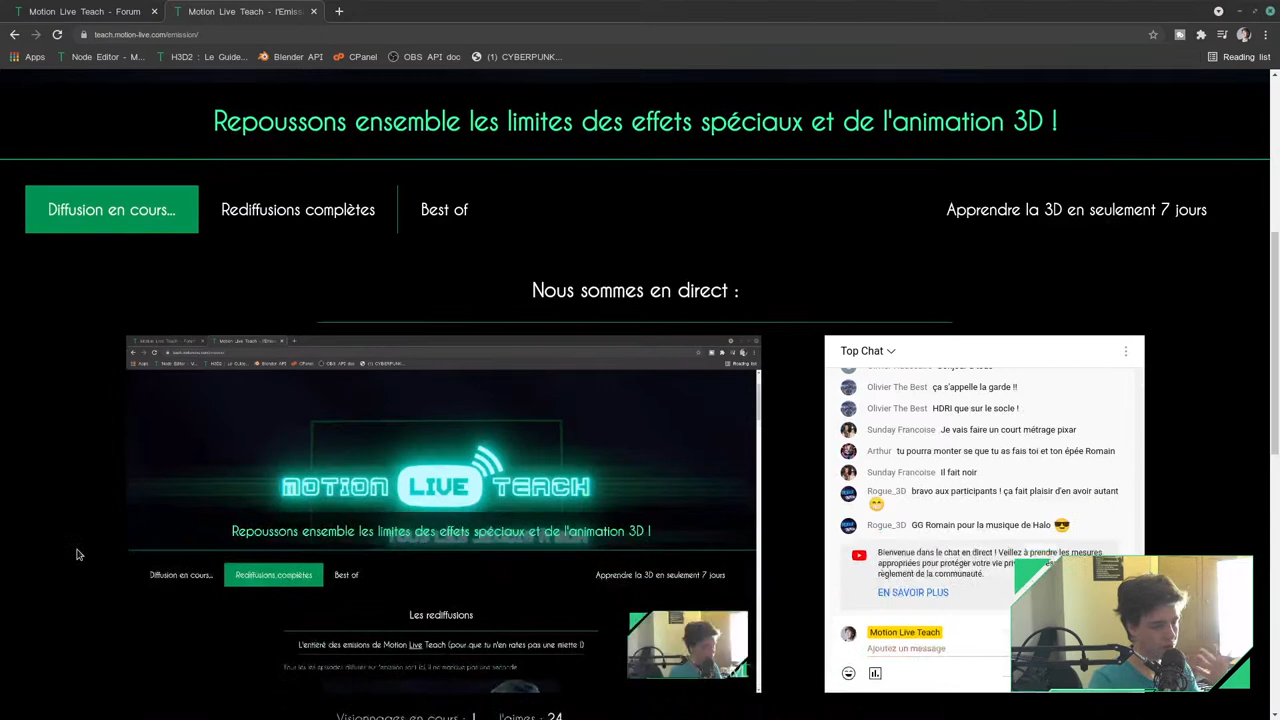 Motion Live Teach - Forum
Motion Live Teach - l'Emiss
teach.motion-live.com/emission/
Apps
Node Editor - M...
H3D2 : Le Guide...
Blender API
CPanel
OBS API doc
(1) CYBERPUNK...
Reading list
Repoussons ensemble les limites des effets spéciaux et de l'animation 3D !
Diffusion en cours...
Rediffusions complètes
Best of
Apprendre la 3D en seulement 7 jours
Nous sommes en direct :
MOTION LIVE TEACH
Repoussons ensemble les limites des effets spéciaux et de l'animation 3D !
Diffusion en cours...
Rediffusions complètes
Best of
Apprendre la 3D en seulement 7 jours
Les rediffusions
L'entièré des emissions de Motion Live Teach (pour que tu n'en rates pas une miette !)
Visionnages en cours : 1
J'aimes : 24
Top Chat
Olivier The Best ça s'appelle la garde !!
Olivier The Best HDRI que sur le socle !
Sunday Francoise Je vais faire un court métrage pixar
Arthur tu pourra monter se que tu as fais toi et ton épée Romain
Sunday Francoise Il fait noir
Rogue_3D bravo aux participants ! ça fait plaisir d'en avoir autant
Rogue_3D GG Romain pour la musique de Halo
Bienvenue dans le chat en direct ! Veillez à prendre les mesures
appropriées pour protéger votre vie
règlement de la communauté.
EN SAVOIR PLUS
Motion Live Teach
Ajoutez un message